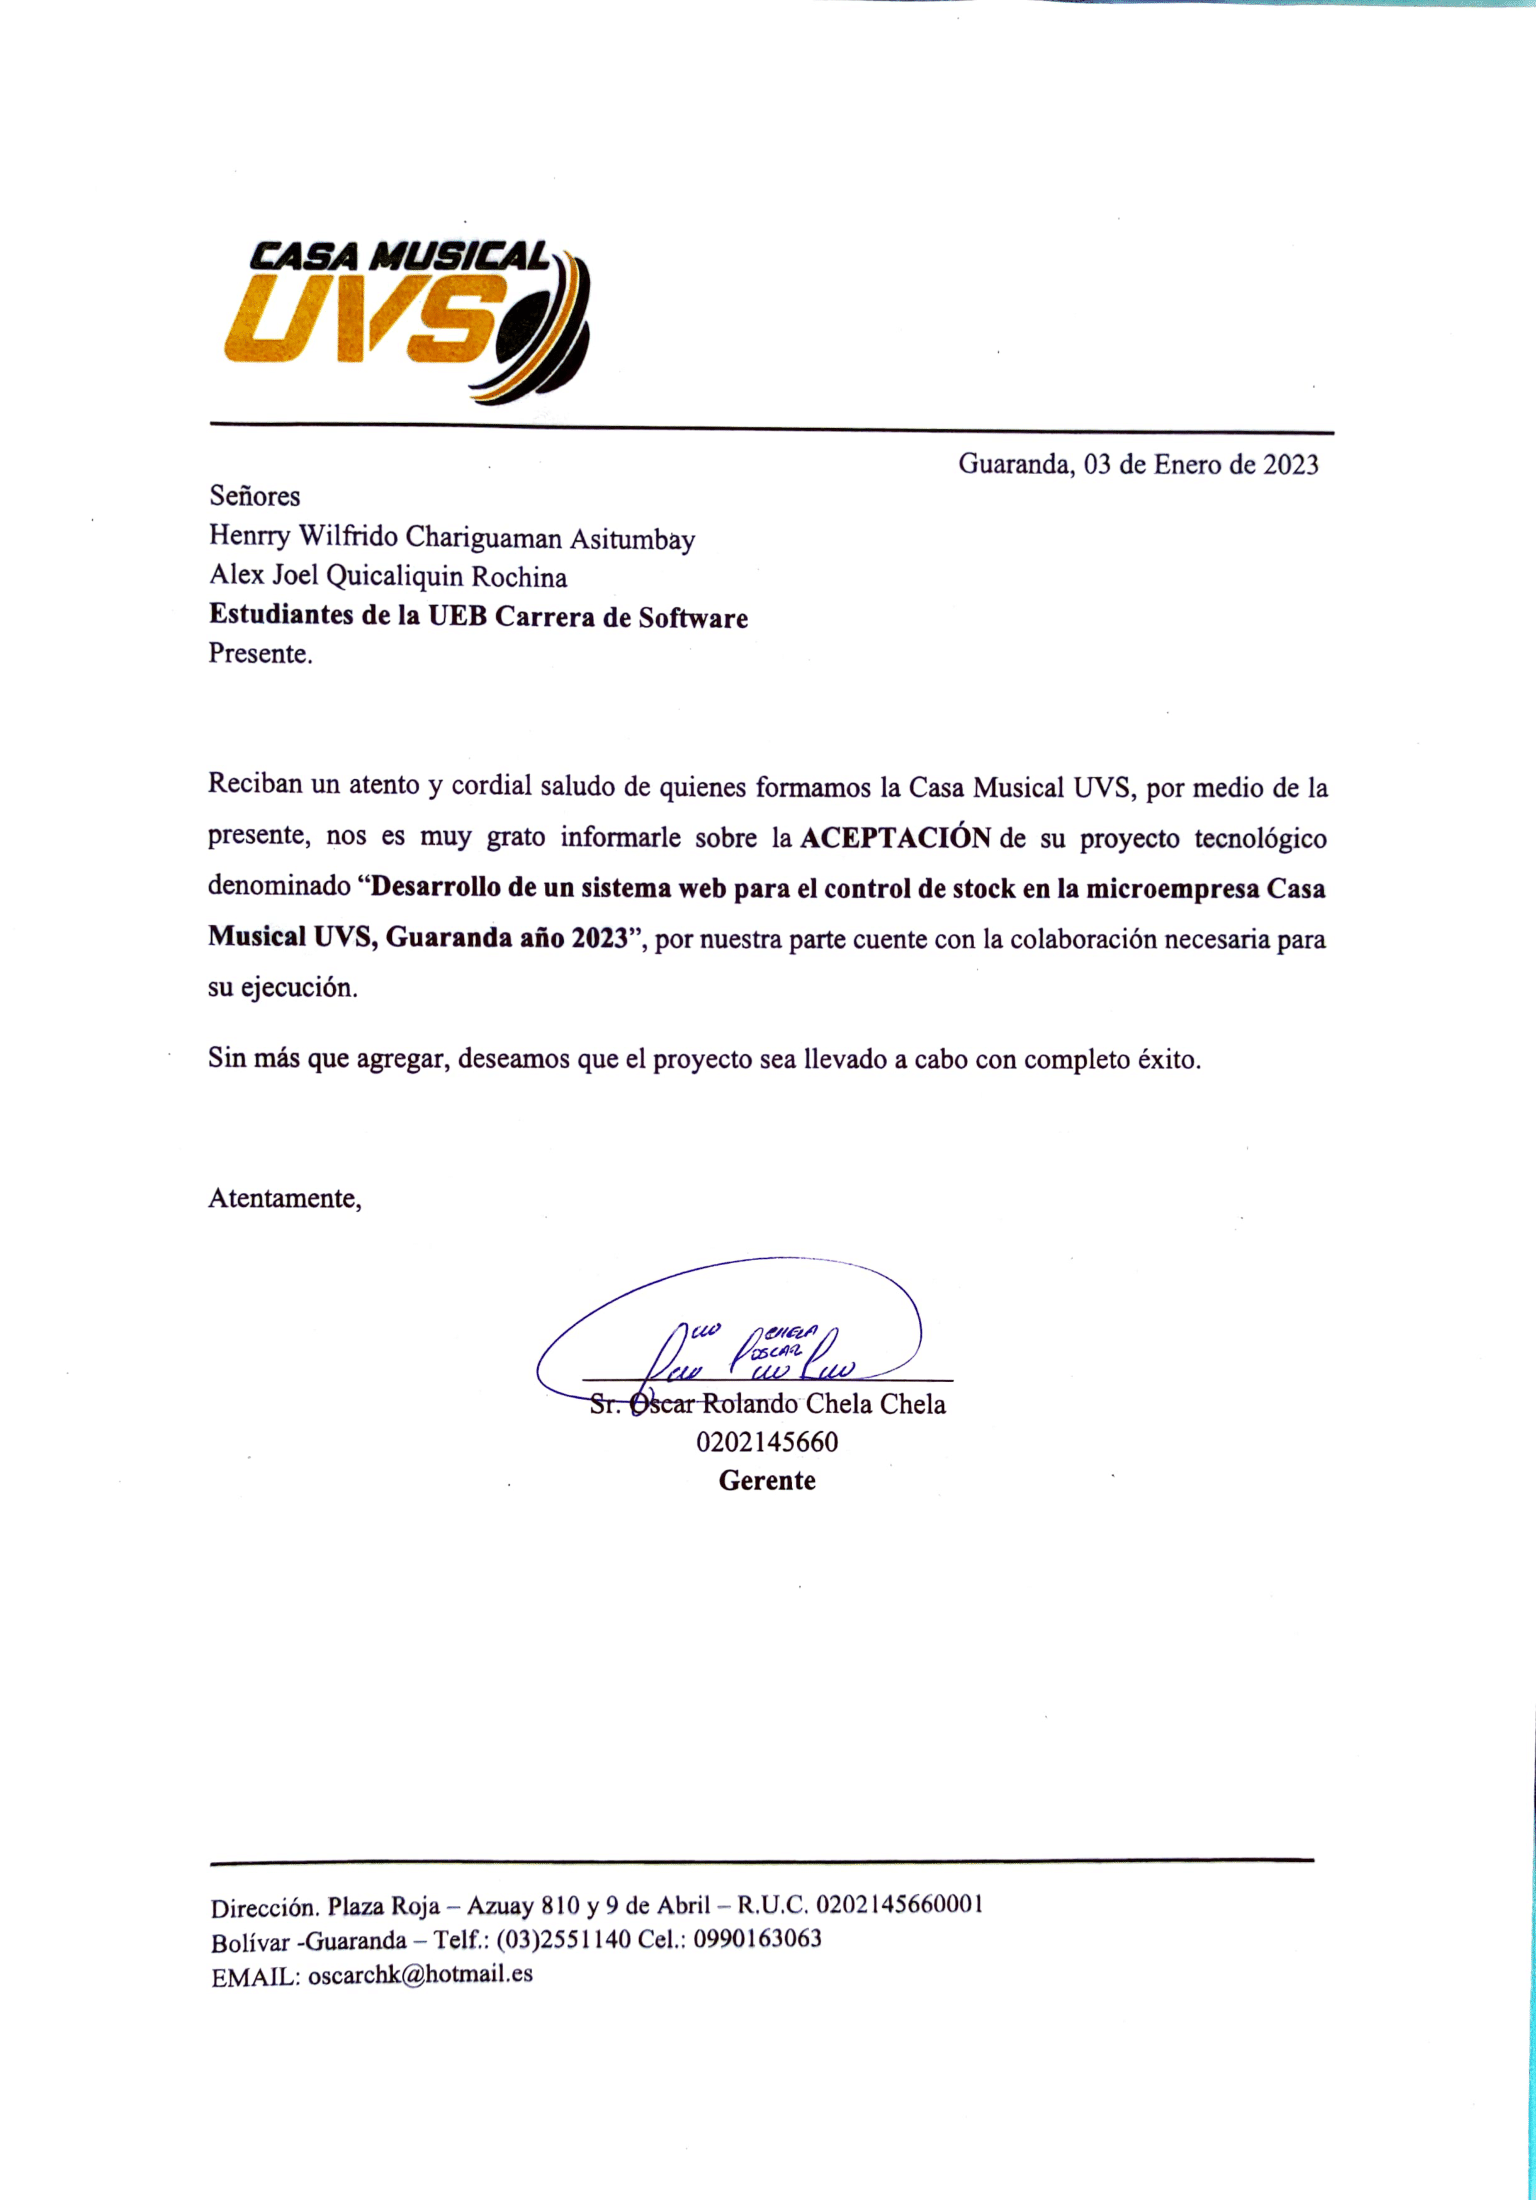 CASA MUSICAL
UVS
Guaranda, 03 de Enero de 2023
Señores
Henrry Wilfrido Chariguaman Asitumbay
Alex Joel Quicaliquin Rochina
Estudiantes de la UEB Carrera de Software
Presente.
Reciban un atento y cordial saludo de quienes formamos la Casa Musical UVS, por medio de la
presente, nos es muy grato informarle sobre la ACEPTACIÓN de su proyecto tecnológico
denominado “Desarrollo de un sistema web para el control de stock en la microempresa Casa
Musical UVS, Guaranda año 2023”, por nuestra parte cuente con la colaboración necesaria para
su ejecución.
Sin más que agregar, deseamos que el proyecto sea llevado a cabo con completo éxito.
Atentamente,
CHELA
OSCAR
Sr. Oscar Rolando Chela Chela
0202145660
Gerente
Dirección. Plaza Roja – Azuay 810 y 9 de Abril – R.U.C. 0202145660001
Bolívar -Guaranda – Telf.: (03)2551140 Cel.: 0990163063
EMAIL: oscarchk@hotmail.es